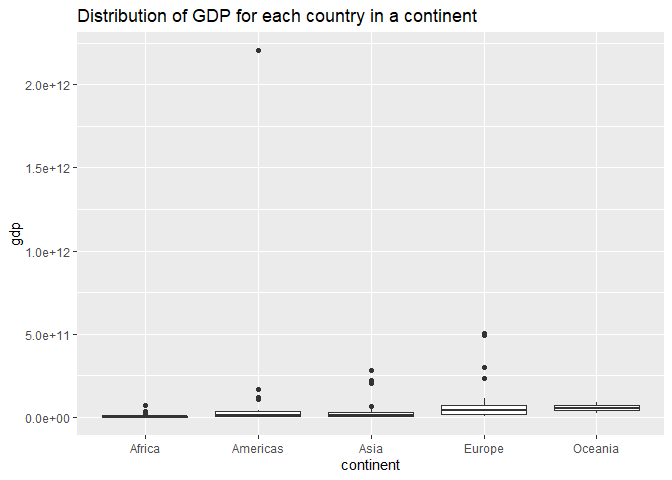 Distribution of GDP for each country in a continent
gdp
2.0e+12
1.5e+12
1.0e+12
5.0e+11
0.0e+00
Africa
Americas
Asia
Europe
Oceania
continent